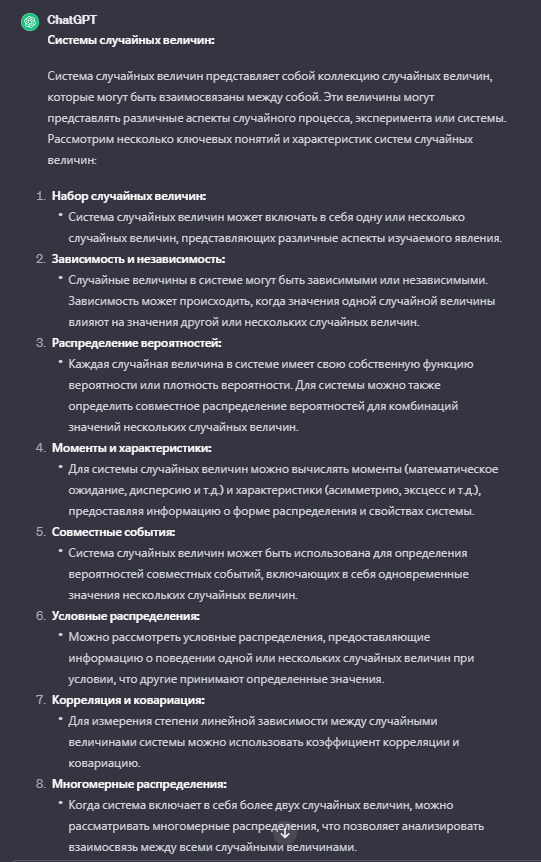 ChatGPT
Системы случайных величин:
Система случайных величин представляет собой коллекцию случайных величин,
которые могут быть взаимосвязаны между собой. Эти величины могут
представлять различные аспекты случайного процесса, эксперимента или системы.
Рассмотрим несколько ключевых понятий и характеристик систем случайных
величин:
1. Набор случайных величин:
• Система случайных величин может включать в себя одну или несколько
случайных величин, представляющих различные аспекты изучаемого явления.
2. Зависимость и независимость:
• Случайные величины в системе могут быть зависимыми или независимыми.
Зависимость может происходить, когда значения одной случайной величины
влияют на значения другой или нескольких случайных величин.
3. Распределение вероятностей:
• Каждая случайная величина в системе имеет свою собственную функцию
вероятности или плотность вероятности. Для системы можно также
определить совместное распределение вероятностей для комбинаций
значений нескольких случайных величин.
4. Моменты и характеристики:
• Для системы случайных величин можно вычислять моменты (математическое
ожидание, дисперсию и т.д.) и характеристики (асимметрию, эксцесс и т.д.),
предоставляя информацию о форме распределения и свойствах системы.
5. Совместные события:
• Система случайных величин может быть использована для определения
вероятностей совместных событий, включающих в себя одновременные
значения нескольких случайных величин.
6. Условные распределения:
• Можно рассмотреть условные распределения, предоставляющие
информацию о поведении одной или нескольких случайных величин при
условии, что другие принимают определенные значения.
7. Корреляция и ковариация:
• Для измерения степени линейной зависимости между случайными
величинами системы можно использовать коэффициент корреляции и
ковариацию.
8. Многомерные распределения:
• Когда система включает в себя более двух случайных величин, можно
рассматривать многомерные распределения, что позволяет анализировать
взаимосвязь между всеми случайными величинами.